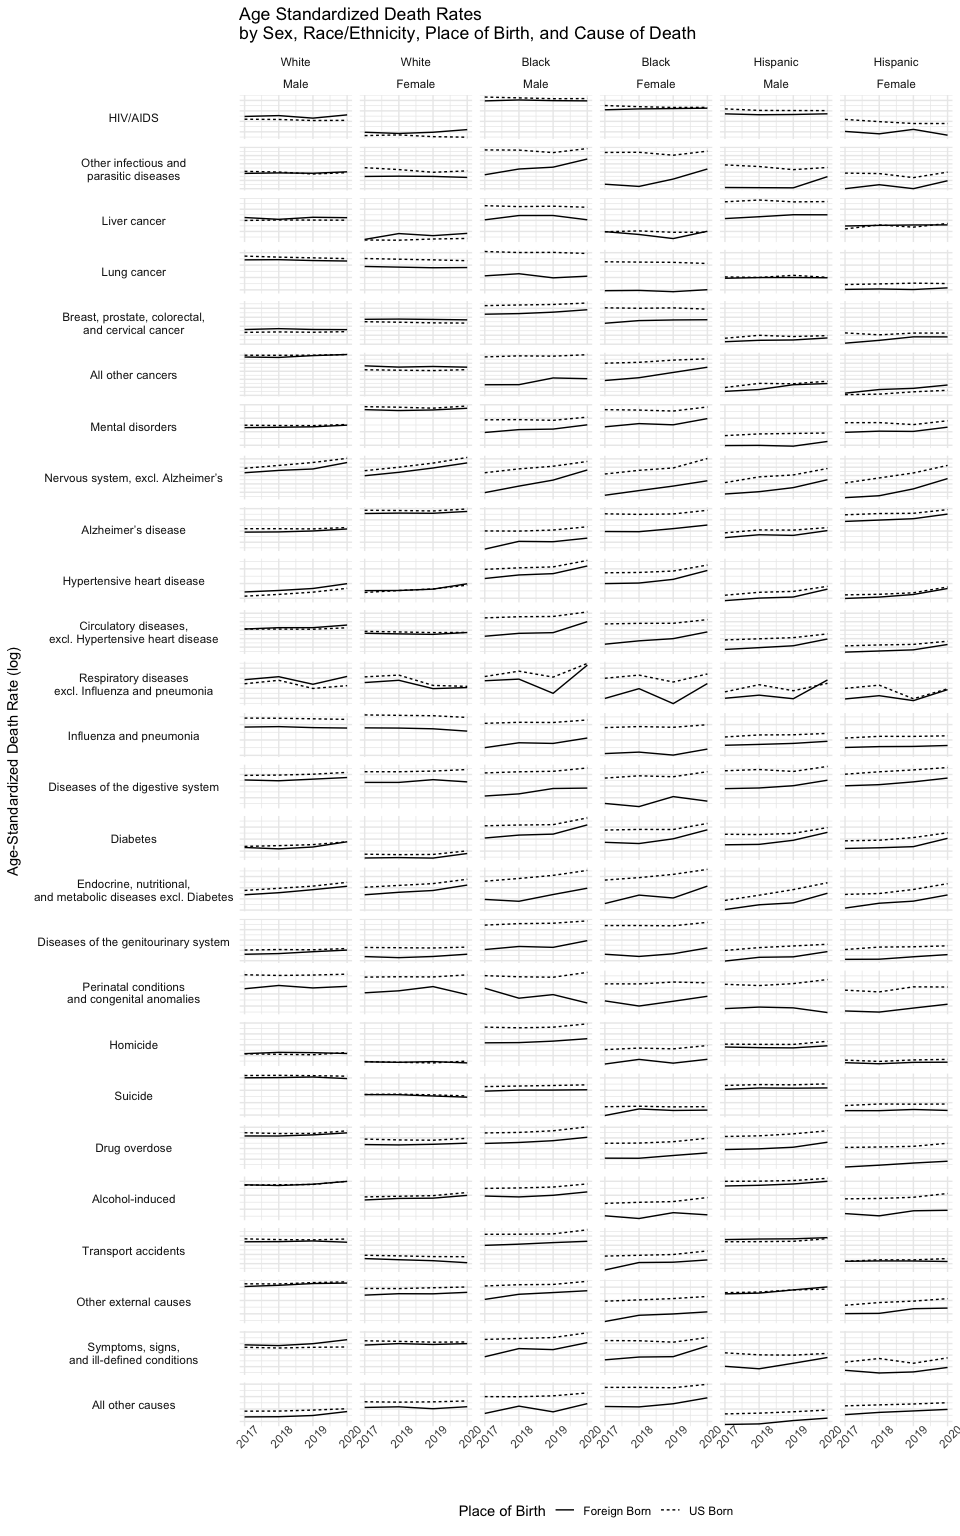 Age Standardized Death Rates
by Sex, Race/Ethnicity, Place of Birth, and Cause of Death
White White Black Black Hispanic Hispanic
Male Female Male Female Male Female
HIV/AIDS
Other infectious and
parasitic diseases
Liver cancer
Lung cancer
Breast, prostate, colorectal,
and cervical cancer
All other cancers
Mental disorders
Nervous system, excl. Alzheimer's
Alzheimer's disease
Hypertensive heart disease
Circulatory diseases,
excl. Hypertensive heart disease
Respiratory diseases
excl. Influenza and pneumonia
Influenza and pneumonia
Diseases of the digestive system
Diabetes
Endocrine, nutritional,
and metabolic diseases excl. Diabetes
Diseases of the genitourinary system
Perinatal conditions
and congenital anomalies
Homicide
Suicide
Drug overdose
Alcohol-induced
Transport accidents
Other external causes
Symptoms, signs,
and ill-defined conditions
All other causes
Age-Standardized Death Rate (log)
2017 2018 2019 2020 2017 2018 2019 2020 2017 2018 2019 2020 2017 2018 2019 2020 2017 2018 2019 2020 2017 2018 2019 2020
Place of Birth Foreign Born US Born